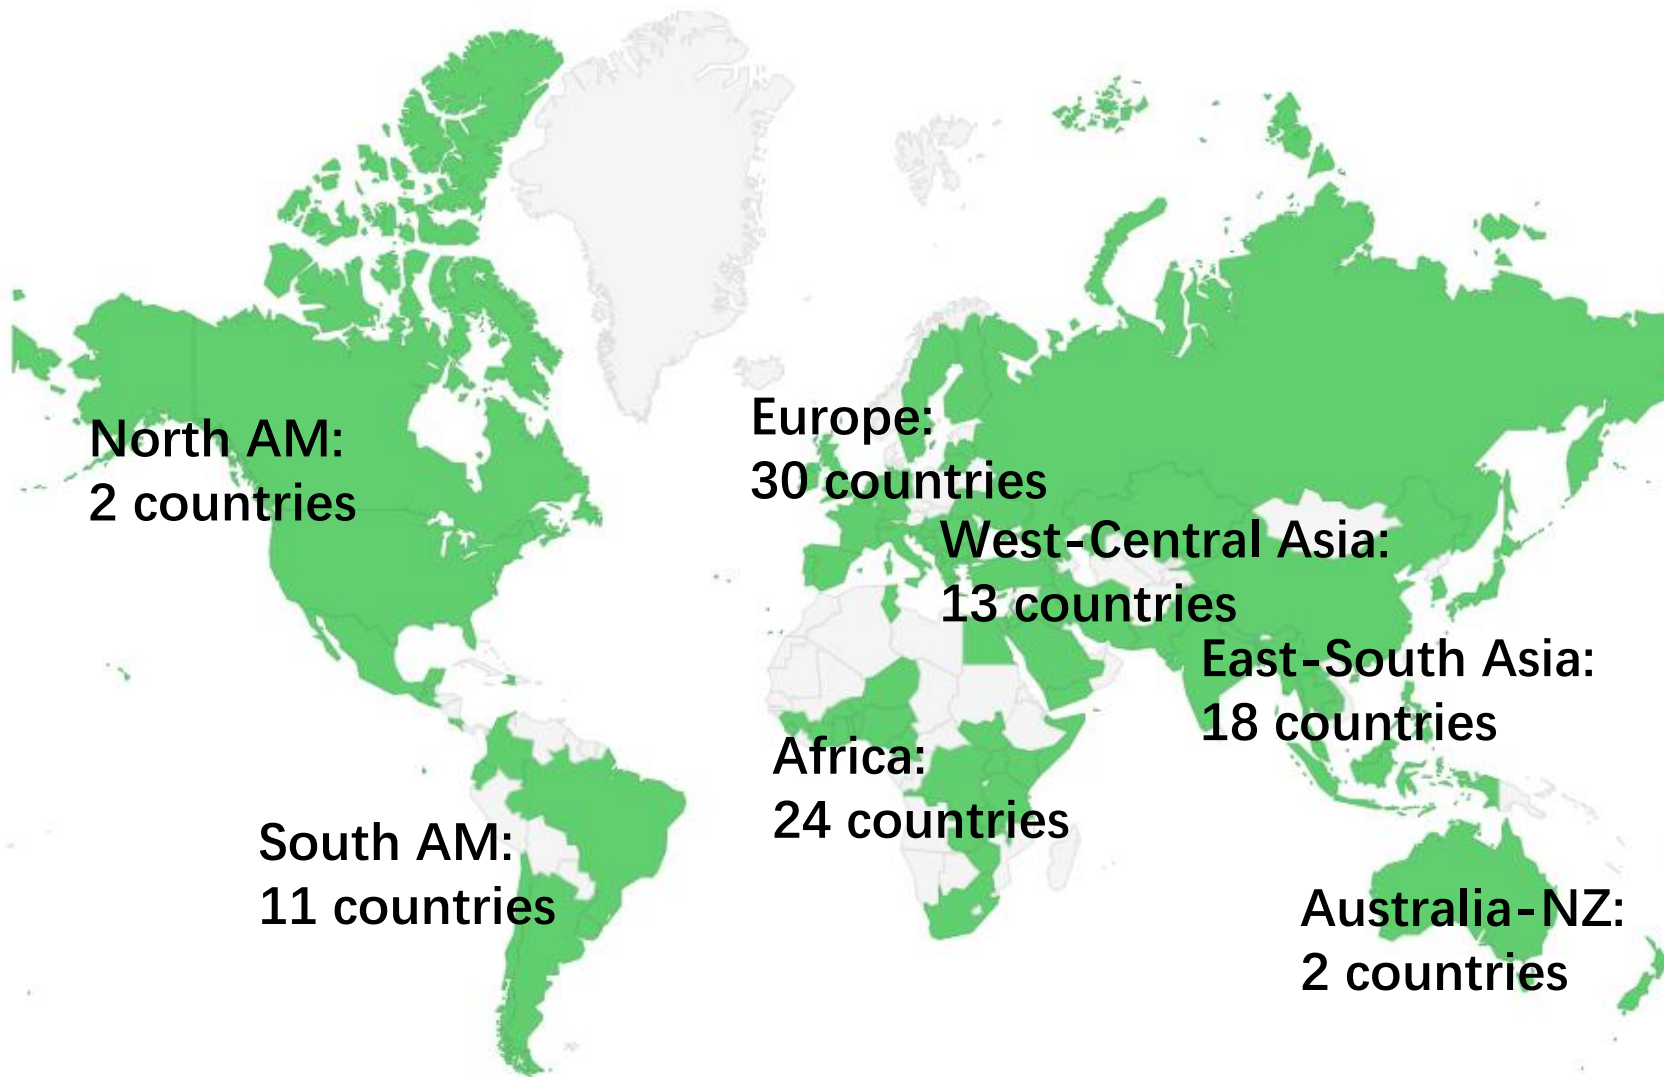 North AM:
2 countries
Europe:
30 countries
West-Central Asia:
13 countries
East-South Asia:
18 countries
Africa:
24 countries
South AM:
11 countries
Australia-NZ:
2 countries